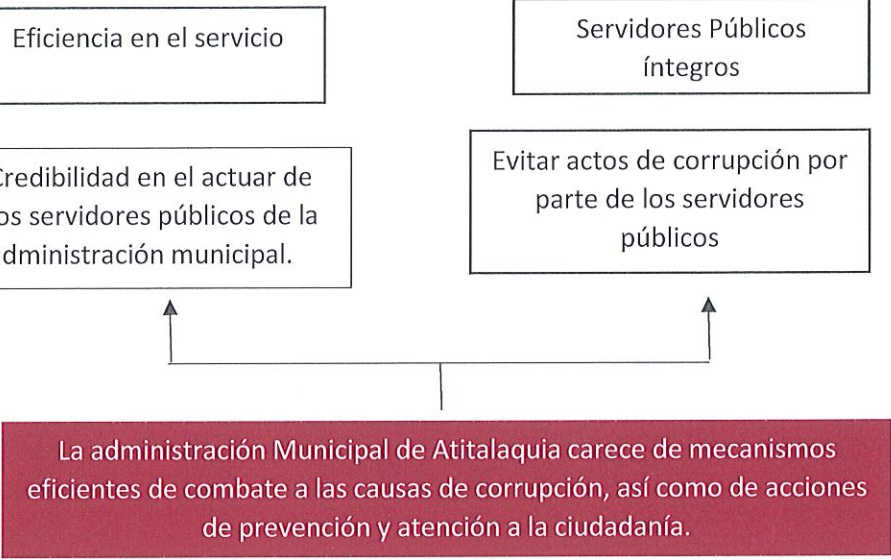 Eficiencia en el servicio
Servidores Públicos
íntegros
Credibilidad en el actuar de
los servidores públicos de la
administración municipal.
Evitar actos de corrupción por
parte de los servidores
públicos
La administración Municipal de Atitalaquia carece de mecanismos
eficientes de combate a las causas de corrupción, así como de acciones
de prevención y atención a la ciudadanía.